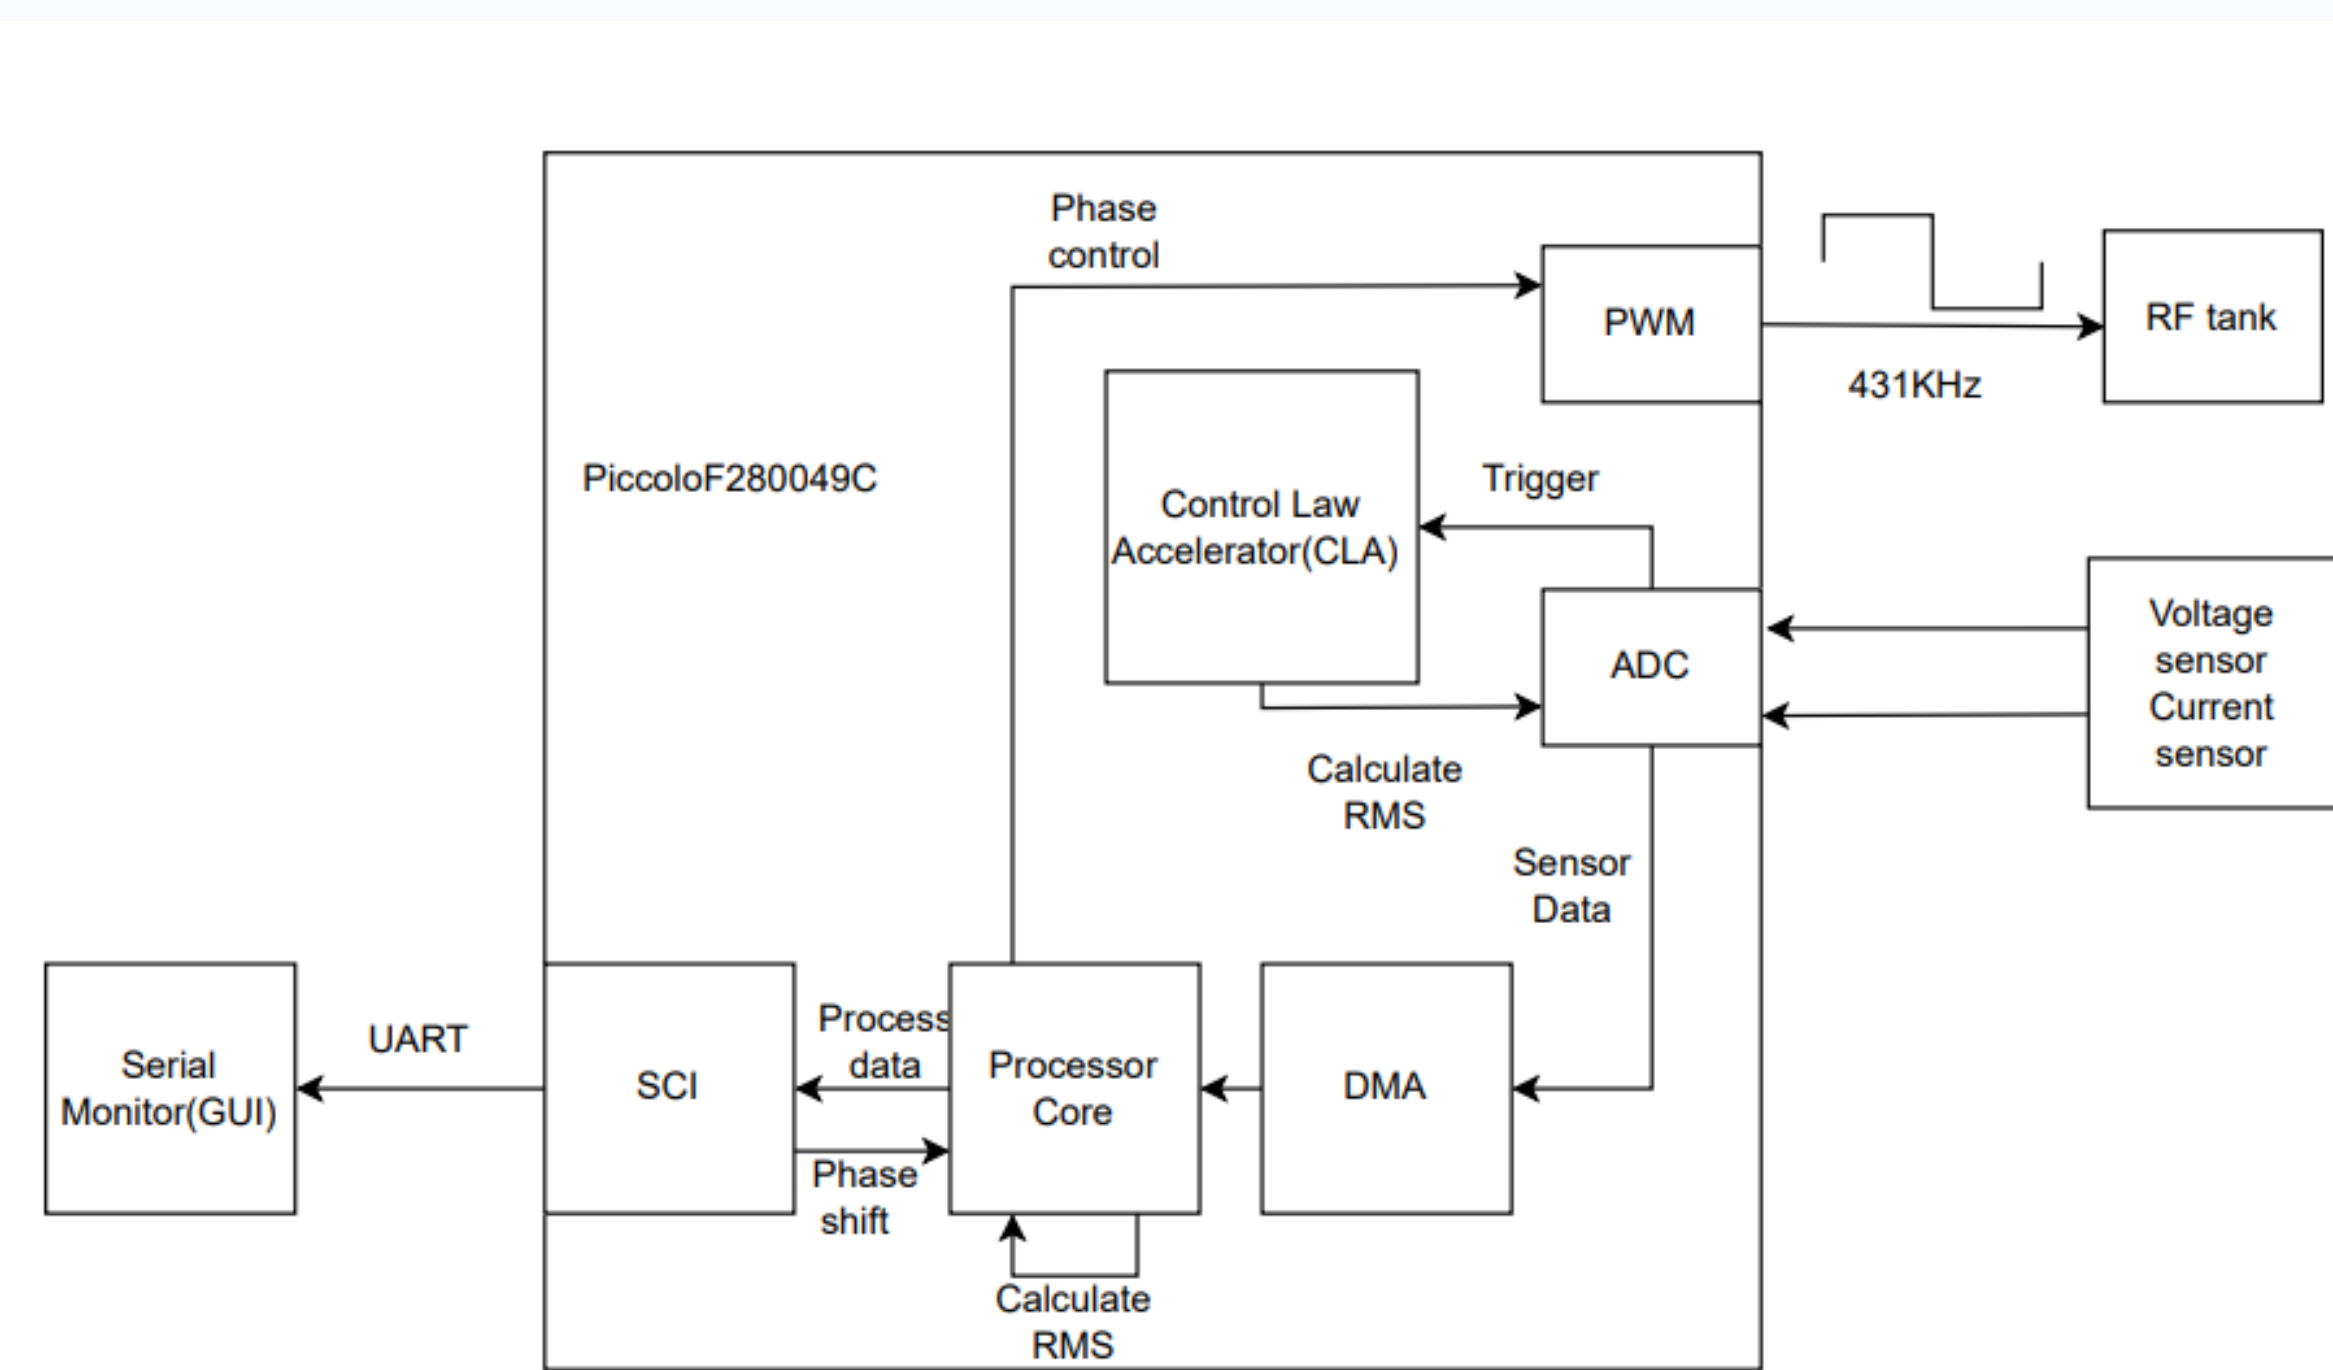 Phase
control
PWM
RF tank
431KHz
PiccoloF280049C
Control Law
Accelerator(CLA)
Trigger
ADC
Voltage
sensor
Current
sensor
Calculate
RMS
Sensor
Data
Serial
Monitor(GUI)
UART
SCI
Process
data
Phase
shift
Processor
Core
DMA
Calculate
RMS